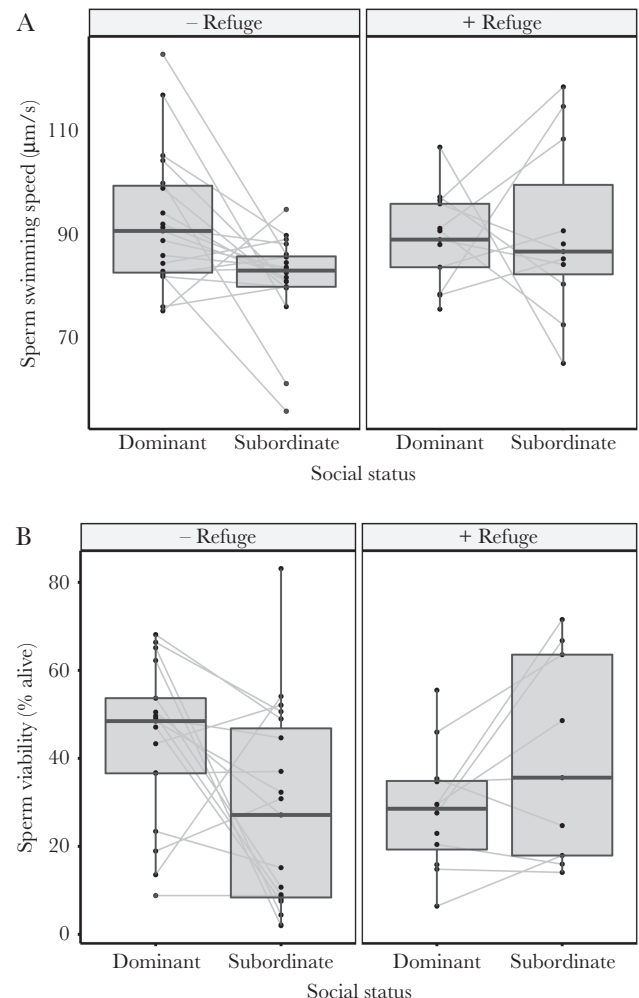 A
– Refuge
+ Refuge
Sperm swimming speed (μm/s)
110
90
70
Dominant Subordinate
Dominant Subordinate
Social status
B
– Refuge
+ Refuge
Sperm viability (% alive)
80
60
40
20
0
Dominant Subordinate
Dominant Subordinate
Social status